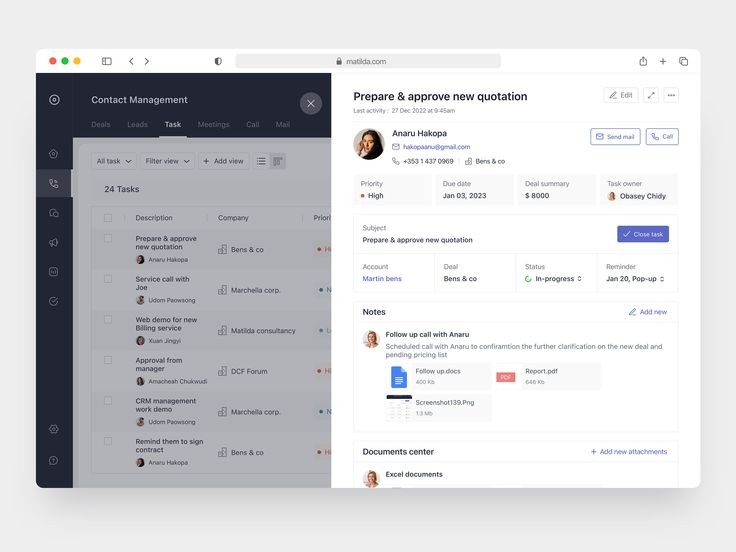 matilda.com
Contact Management
Deals Leads Task Meetings Call Mail
All task Filter view + Add view
24 Tasks
Description Company
Prepare & approve
new quotation
Anaru Hakopa
Bens & co
Service call with
Joe
Udom Paowsong
Marchella corp.
Web demo for new
Billing service
Xuan Jingyi
Matilda consultancy
Approval from
manager
Amacheah Chukwudi
DCF Forum
CRM management
work demo
Udom Paowsong
Marchella corp.
Remind them to sign
contract
Anaru Hakopa
Bens & co
Prepare & approve new quotation
Edit
Last activity : 27 Dec 2022 at 9:45am
Anaru Hakopa
hakopaanu@gmail.com
+353 1 437 0969 Bens & co
Send mail Call
Priority Due date Deal summary Task owner
High Jan 03, 2023 $ 8000 Obasey Chidy
Subject
Prepare & approve new quotation
Close task
Account Deal Status Reminder
Martin bens Bens & co In-progress Jan 20, Pop-up
Notes Add new
Follow up call with Anaru
Scheduled call with Anaru to confiramtion the further clarification on the new deal and
pending pricing list
Follow up.docs
400 Kb
PDF
Report.pdf
646 Kb
Screenshot139.Png
1.3 Mb
Documents center + Add new attachments
Excel documents